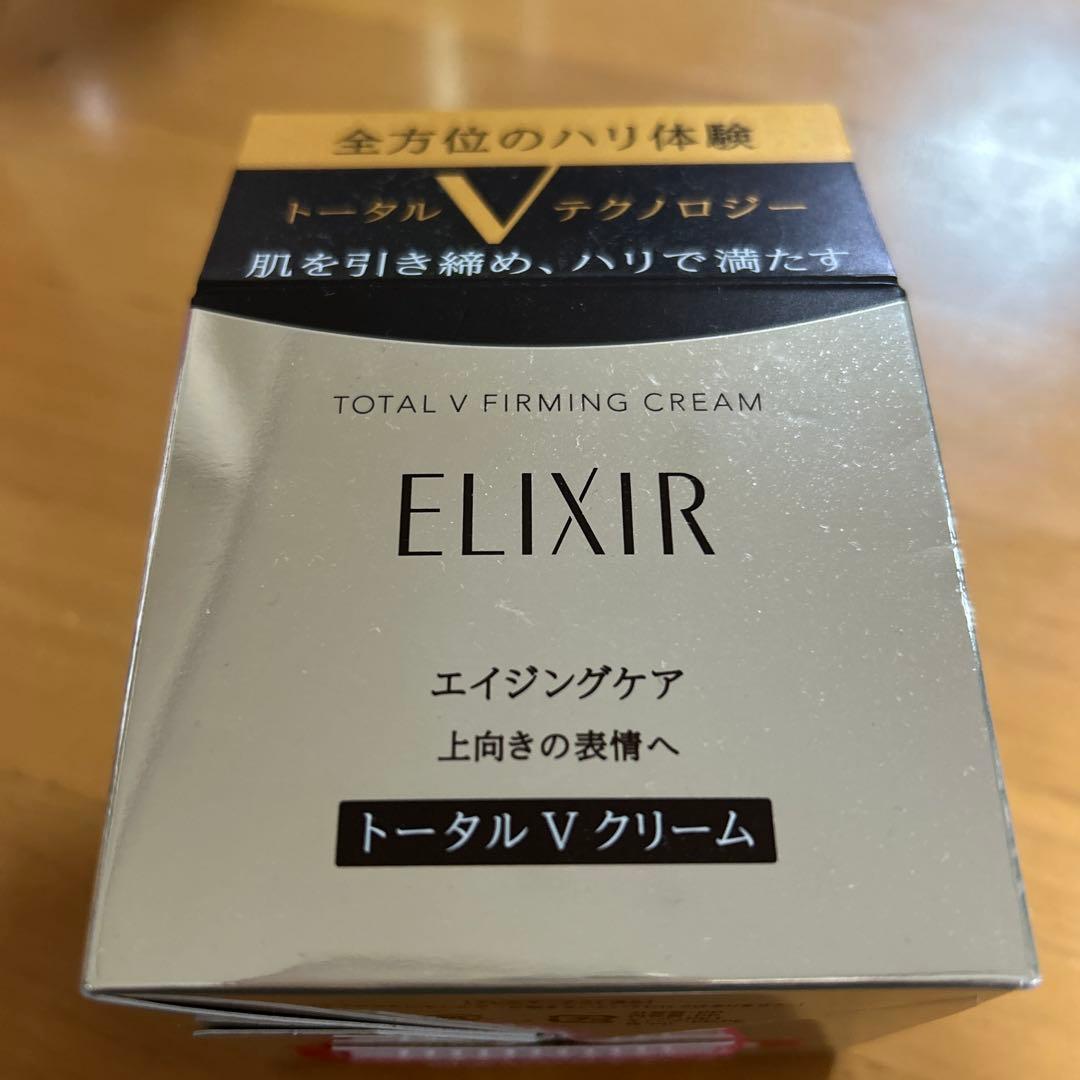 全方位のハリ体験
トータルVテクノロジー
肌を引き締め、ハリで満たす
TOTAL V FIRMING CREAM
ELIXIR
エイジングケア
上向きの表情へ
トータル V クリーム